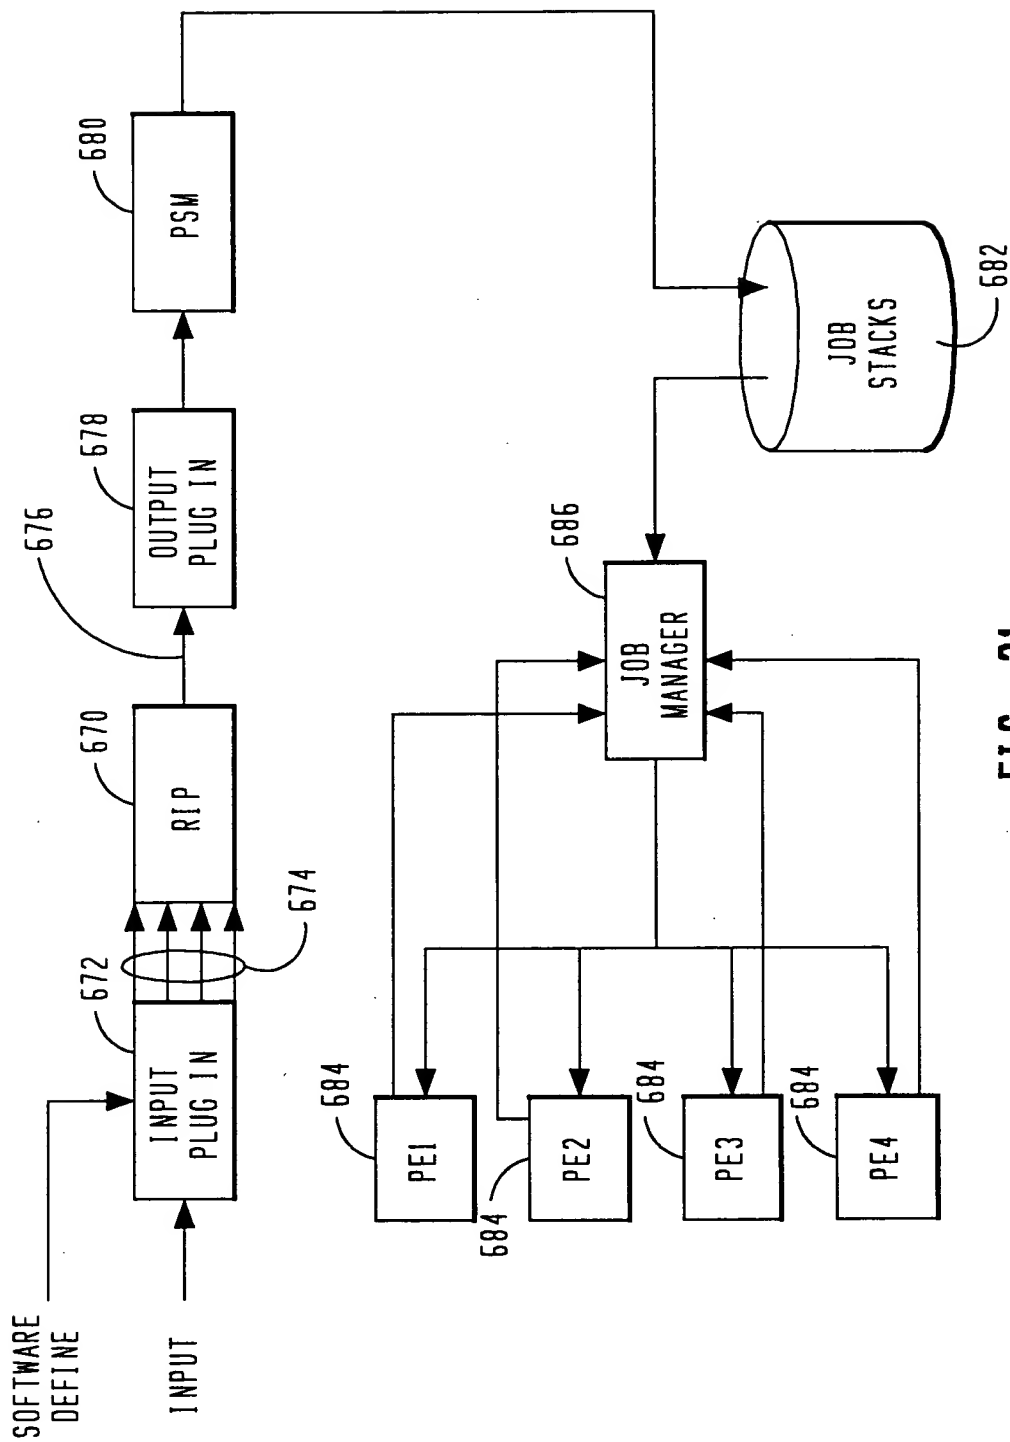 SOFTWARE
DEFINE
INPUT
672
INPUT
PLUG IN
674
670
RIP
676
678
OUTPUT
PLUG IN
680
PSM
684
PE1
684
PE2
684
PE3
684
PE4
686
JOB
MANAGER
JOB
STACKS
682